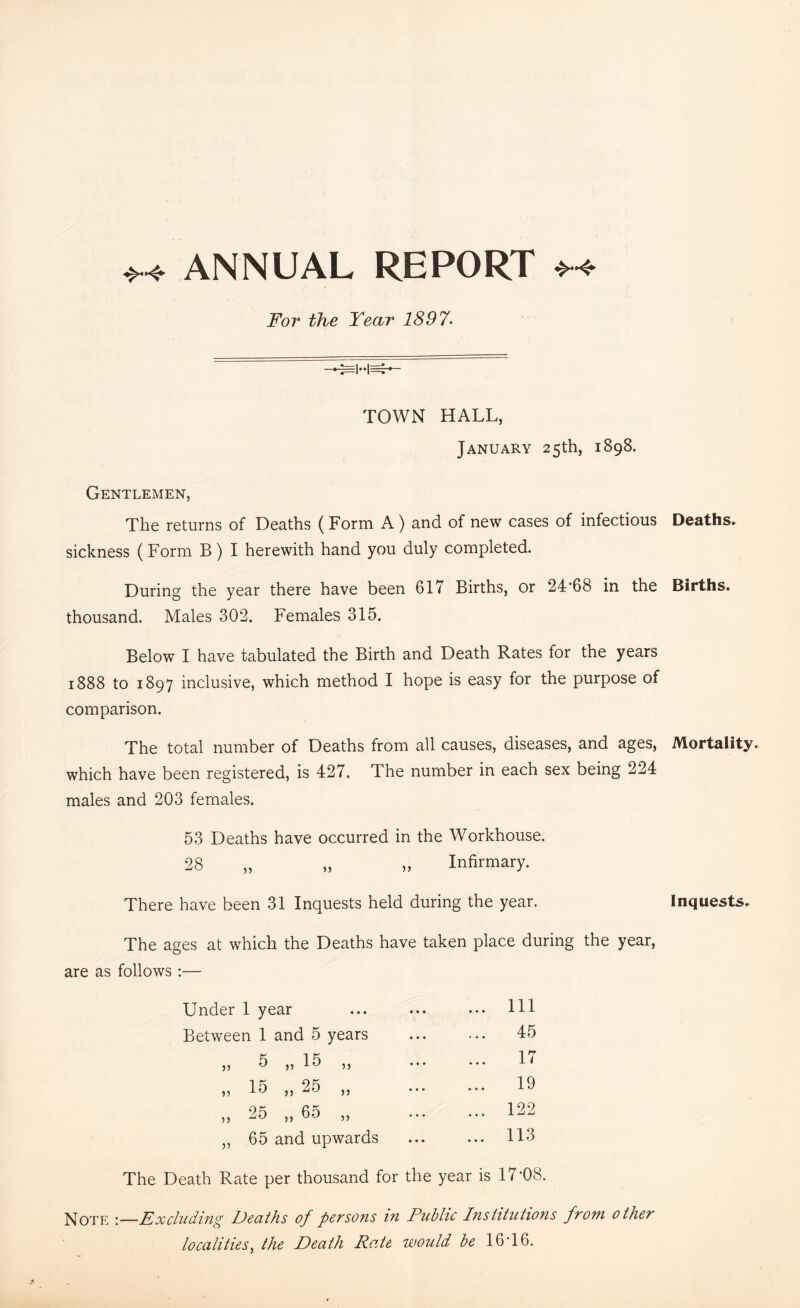 ANNUAL REPORT
For the Year 1897.
TOWN HALL,
January 25th, 1898.
Gentlemen,
The returns of Deaths ( Form A ) and of new cases of infectious Deaths.
sickness ( Form B ) I herewith hand you duly completed.
During the year there have been 617 Births, or 24·68 in the Births.
thousand. Males 302. Females 315.
Below I have tabulated the Birth and Death Rates for the years
1888 to 1897 inclusive, which method I hope is easy for the purpose of
comparison.
The total number of Deaths from all causes, diseases, and ages, Mortality.
which have been registered, is 427. The number in each sex being 224
males and 203 females.
53 Deaths have occurred in the Workhouse.
28 „ „ „ Infirmary.
There have been 31 Inquests held during the year. Inquests.
The ages at which the Deaths have taken place during the year,
are as follows :—
Under 1 year ... ... ... 111
Between 1 and 5 years ... ... 45
„ 5 „ 15 „ ... ... 17
„ 15 „ 25 „ ... ... 19
„ 25 „ 65 „ ... ... 122
„ 65 and upwards ... ... 113
The Death Rate per thousand for the year is 17·08.
Note :—Excluding Deaths of persons in Public Institutions from other
localities, the Death Rate would be 16·16.